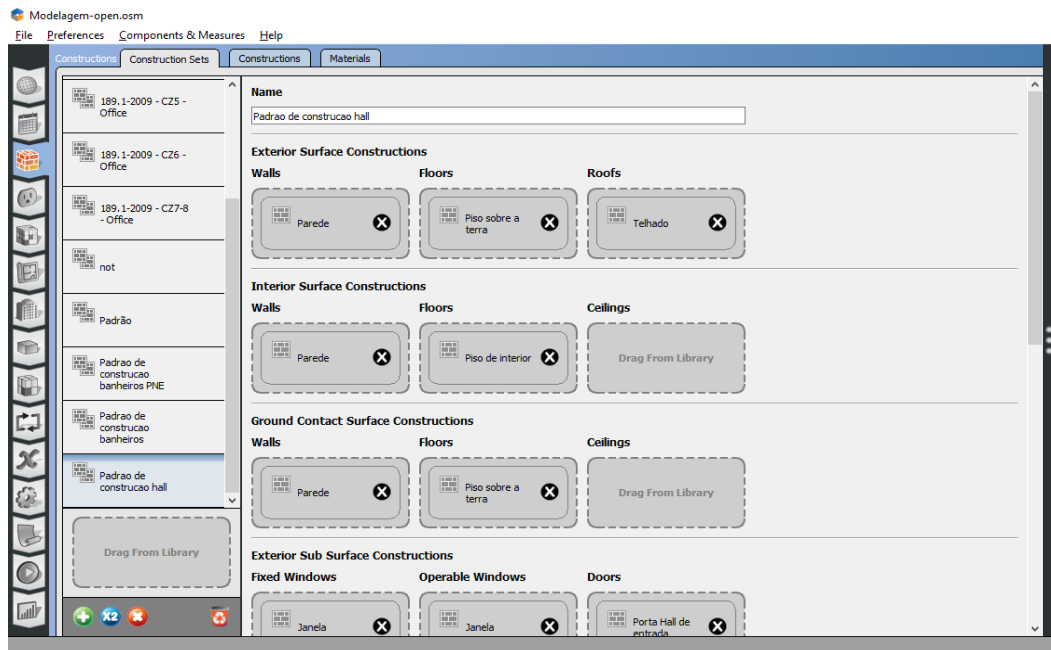 Modelagem-open.osm
File Preferences Components & Measures Help
Constructions Construction Sets Constructions Materials
189.1-2009 - CZ5 -
Office
189.1-2009 - CZ6 -
Office
189.1-2009 - CZ7-8
- Office
not
Padrão
Padrao de
construcao
banheiros PNE
Padrao de
construcao
banheiros
Padrao de
construcao hall
Drag From Library
X2
Name
Padrao de construcao hall
Exterior Surface Constructions
Walls Floors Roofs
Parede
Piso sobre a
terra
Telhado
Interior Surface Constructions
Walls Floors Ceilings
Parede
Piso de interior
Drag From Library
Ground Contact Surface Constructions
Walls Floors Ceilings
Parede
Piso sobre a
terra
Drag From Library
Exterior Sub Surface Constructions
Fixed Windows Operable Windows Doors
Janela
Janela
Porta Hall de
entrada